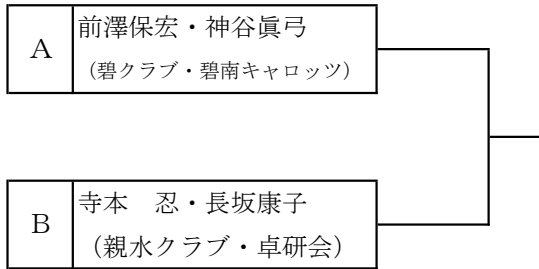 A
前澤保宏・神谷眞弓
（碧クラブ・碧南キャロッツ）
B
寺本　忍・長坂康子
（親水クラブ・卓研会）